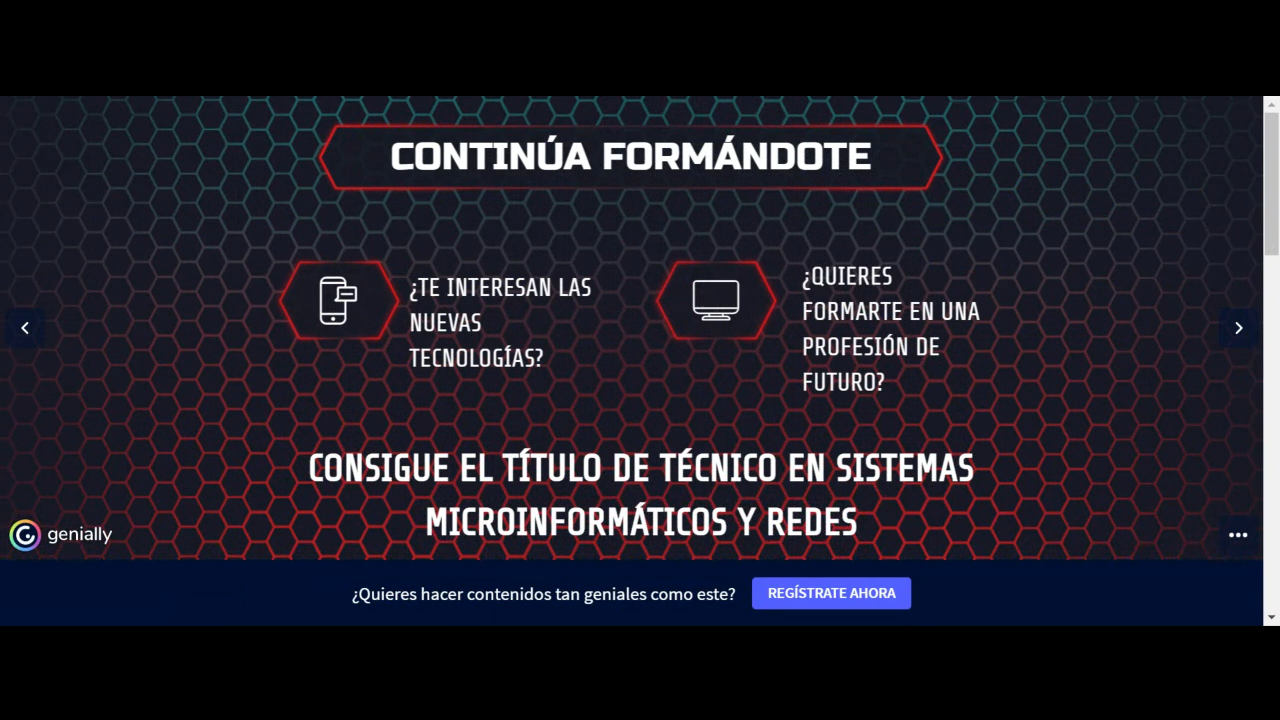 CONTINÚA FORMÁNDOTE
¿TE INTERESAN LAS
NUEVAS
TECNOLOGÍAS?
¿QUIERES
FORMARTE EN UNA
PROFESIÓN DE
FUTURO?
CONSIGUE EL TÍTULO DE TÉCNICO EN SISTEMAS
MICROINFORMÁTICOS Y REDES
genially
¿Quieres hacer contenidos tan geniales como este?
REGÍSTRATE AHORA